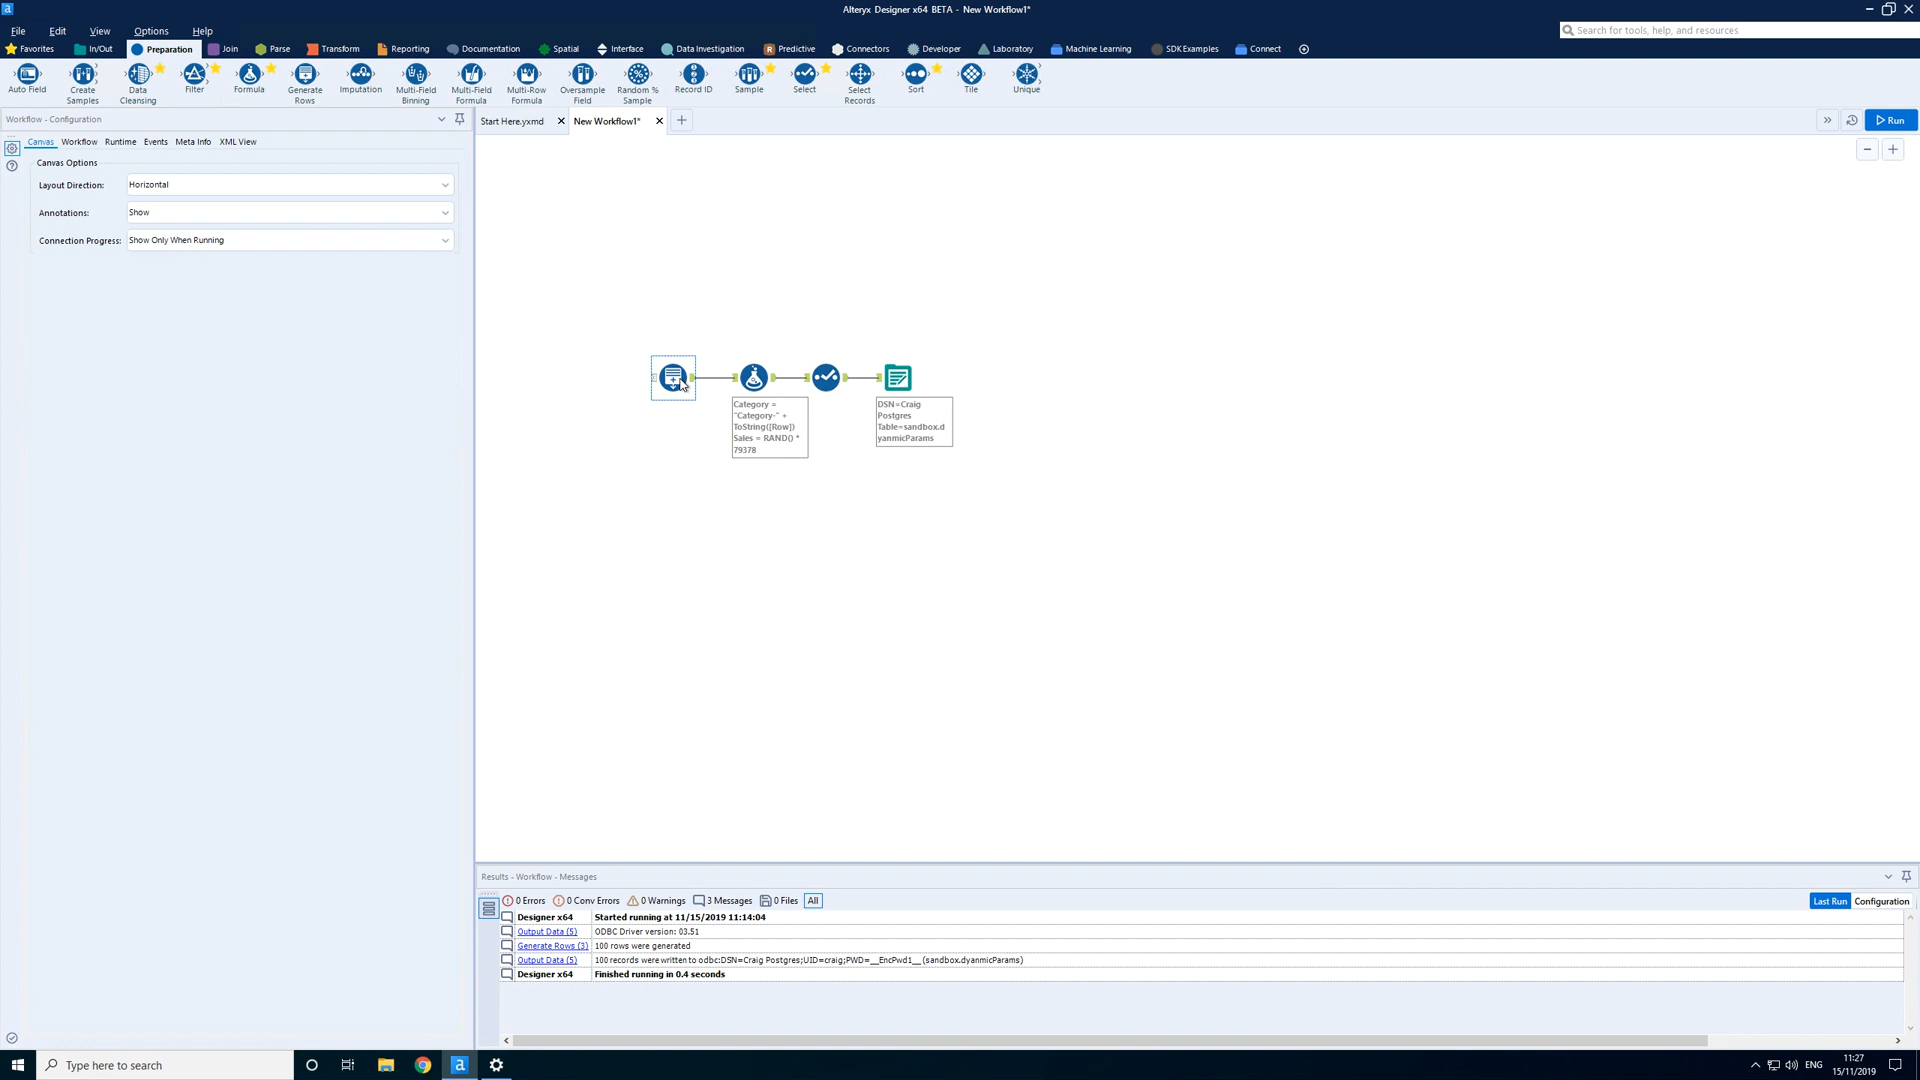 Alteryx Designer x64 BETA - New Workflow1*
File Edit View Options Help
Search for tools, help, and resources
Favorites In/Out Preparation Join Parse Transform Reporting Documentation Spatial Interface Data Investigation Predictive Connectors Developer Laboratory Machine Learning SDK Examples Connect
Auto Field Create Samples Data Cleansing Filter Formula Generate Rows Imputation Multi-Field Binning Multi-Field Formula Multi-Row Formula Oversample Field Random % Sample Record ID Sample Select Select Records Sort Tile Unique
Workflow - Configuration
Start Here.yxmd New Workflow1*
Run
Canvas Workflow Runtime Events Meta Info XML View
Canvas Options
Layout Direction: Horizontal
Annotations: Show
Connection Progress: Show Only When Running
Category =
"Category-" +
ToString([Row])
Sales = RAND() *
79378
DSN=Craig
Postgres
Table=sandbox.d
yanmicParams
Results - Workflow - Messages
0 Errors 0 Conv Errors 0 Warnings 3 Messages 0 Files All
Last Run Configuration
Designer x64 Started running at 11/15/2019 11:14:04
Output Data (5) ODBC Driver version: 03.51
Generate Rows (3) 100 rows were generated
Output Data (5) 100 records were written to odbc:DSN=Craig Postgres;UID=craig;PWD=__EncPwd1__ (sandbox.dyanmicParams)
Designer x64 Finished running in 0.4 seconds
Type here to search
ENG
11:27
15/11/2019